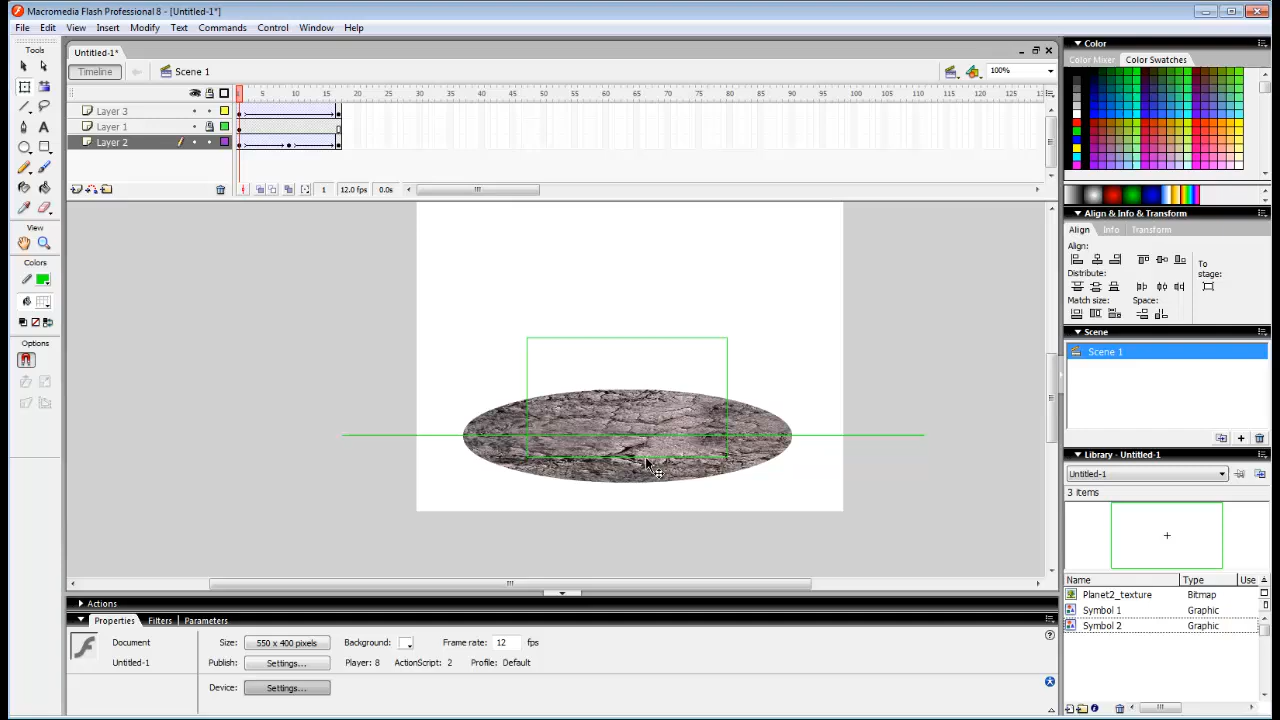 Macromedia Flash Professional 8 - [Untitled-1*]
File Edit View Insert Modify Text Commands Control Window Help
Tools
Untitled-1*
Timeline
Scene 1
100%
1 5 10 15 20 25 30 35 40 45 50 55 60 65 70 75 80 85 90 95 100 105 110 115 120 125
Layer 3
Layer 1
Layer 2
1 12.0 fps 0.0s
View
Colors
Options
Color
Color Mixer Color Swatches
Align & Info & Transform
Align Info Transform
Align:
To stage:
Distribute:
Match size: Space:
Scene
Scene 1
Library - Untitled-1
Untitled-1
3 items
Name Type Use
Planet2_texture Bitmap
Symbol 1 Graphic
Symbol 2 Graphic
Actions
Properties Filters Parameters
Document
Untitled-1
Size: 550 x 400 pixels Background: Frame rate: 12 fps
Publish: Settings... Player: 8 ActionScript: 2 Profile: Default
Device: Settings...